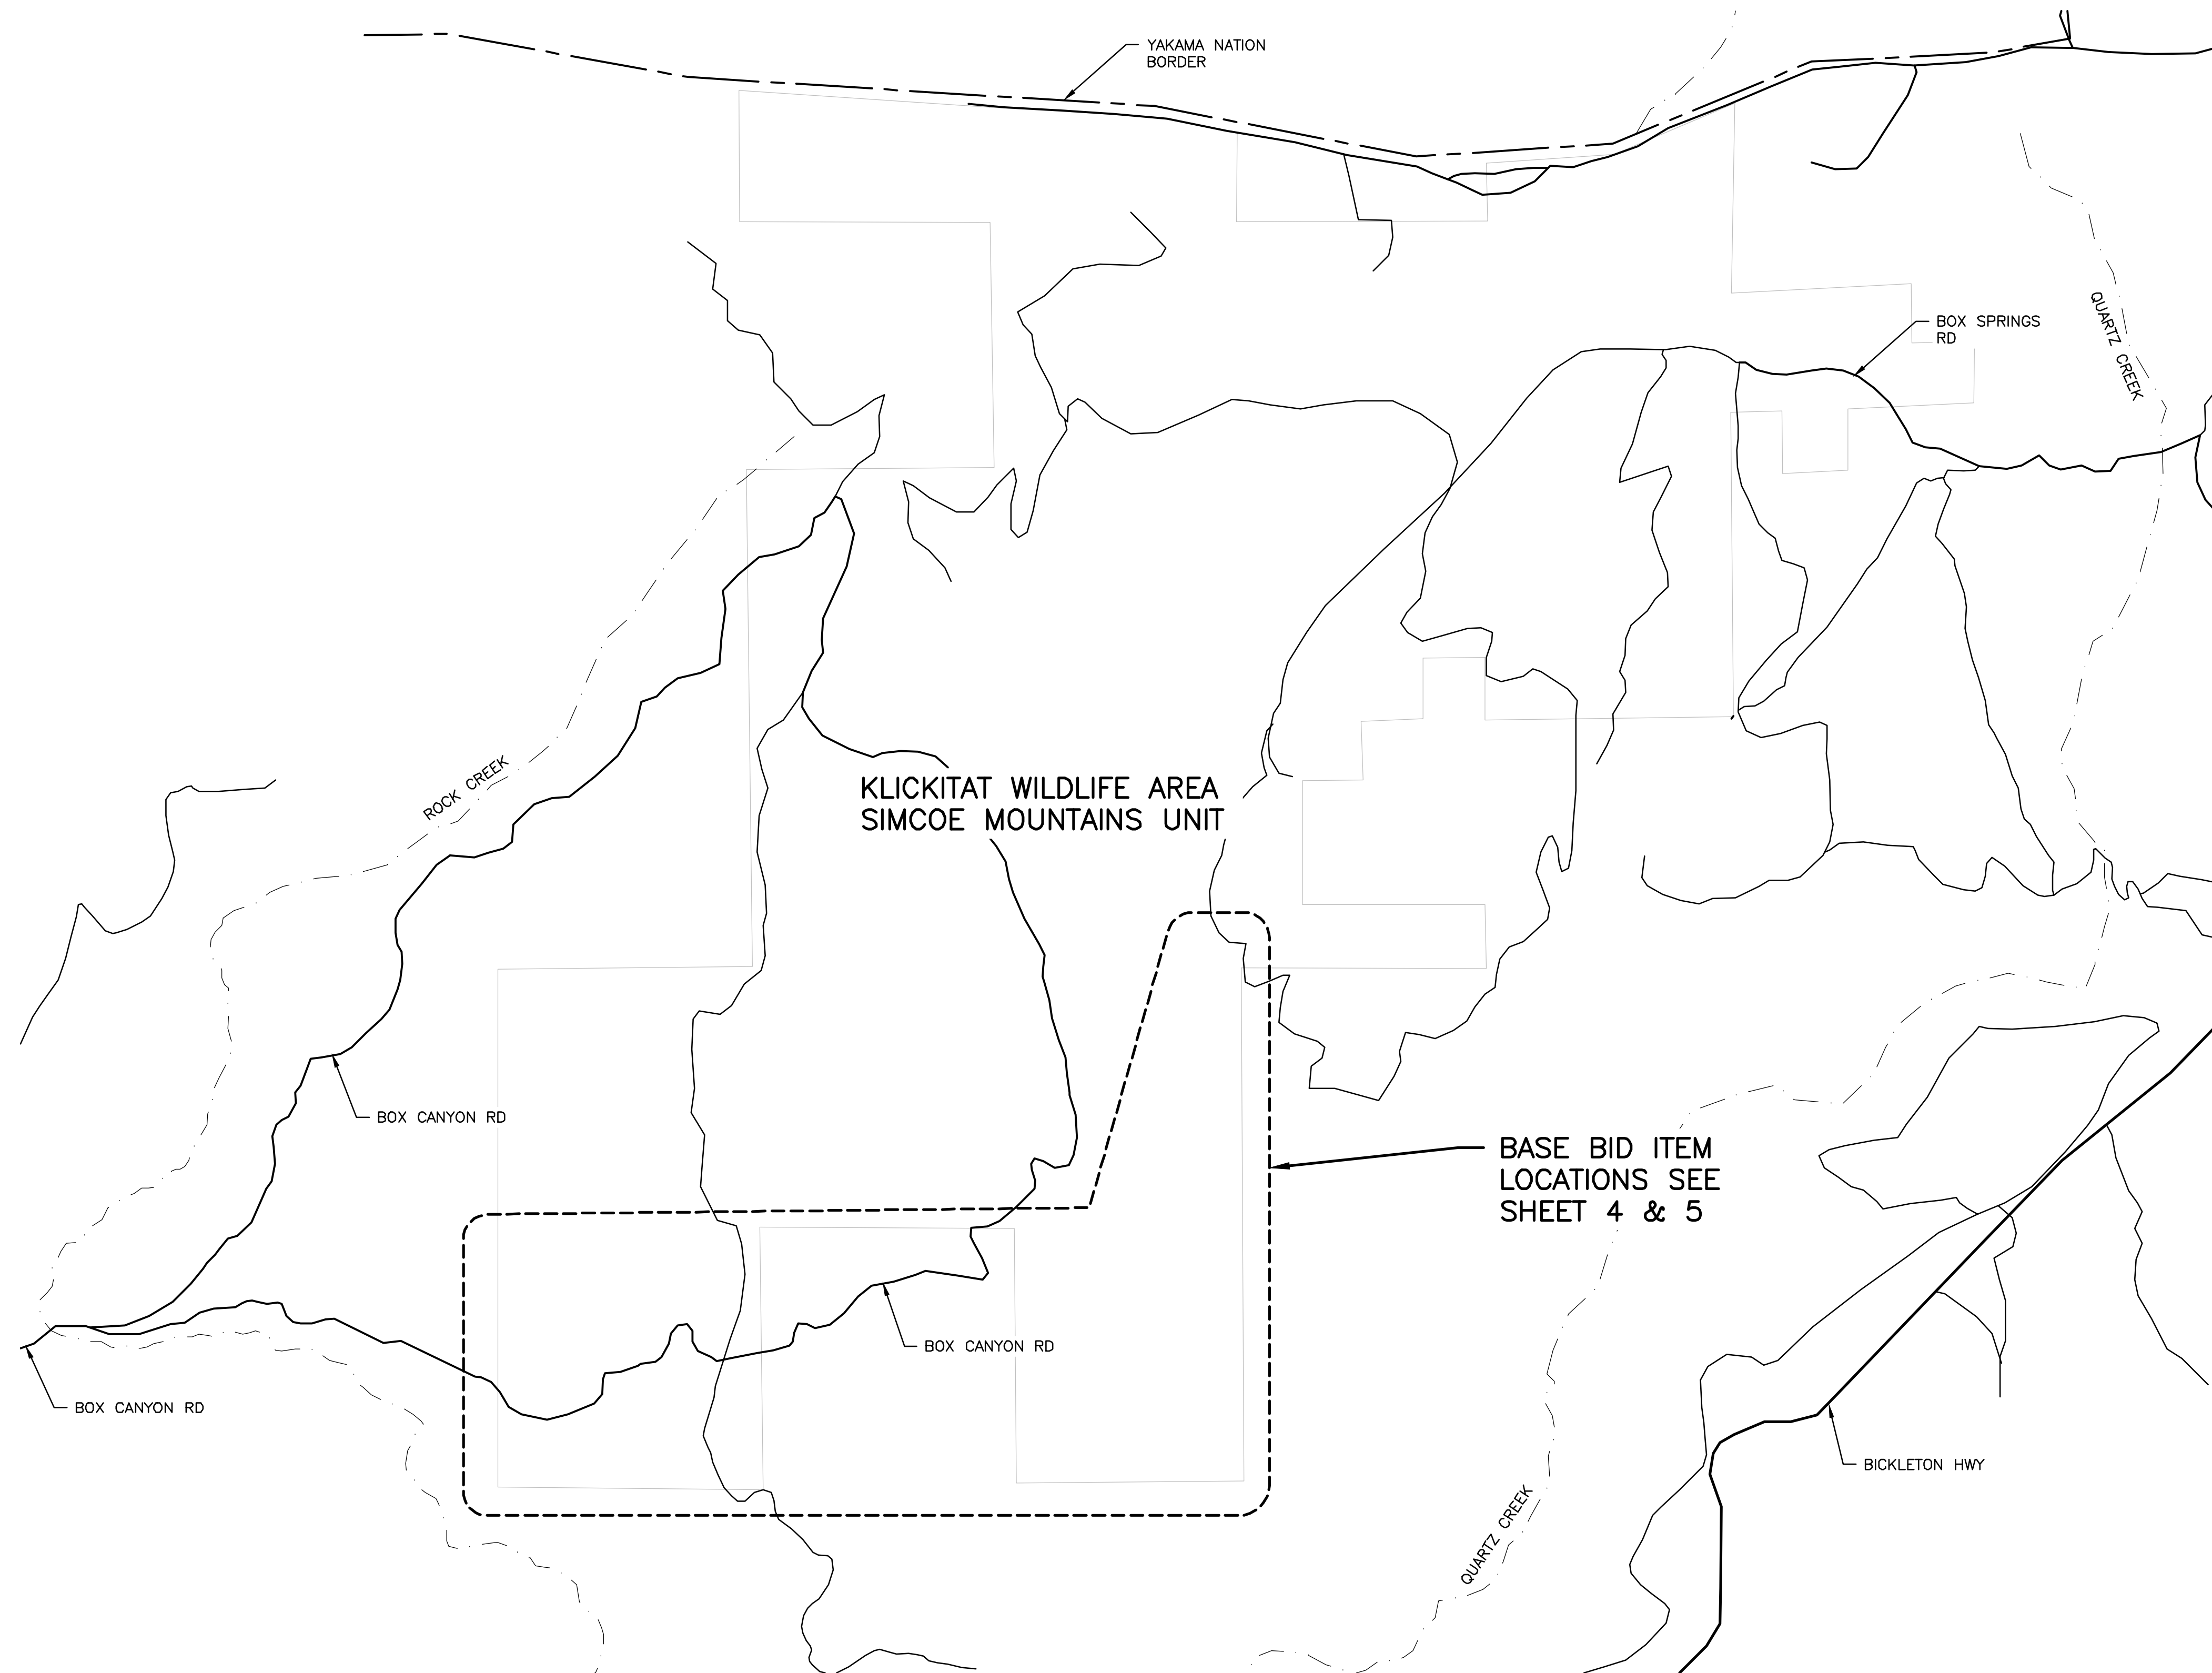 YAKAMA NATION
BORDER
BOX SPRINGS
RD
QUARTZ CREEK
ROCK CREEK
KLICKITAT WILDLIFE AREA
SIMCOE MOUNTAINS UNIT
BOX CANYON RD
BASE BID ITEM
LOCATIONS SEE
SHEET 4 & 5
BOX CANYON RD
BOX CANYON RD
BICKLETON HWY
QUARTZ CREEK